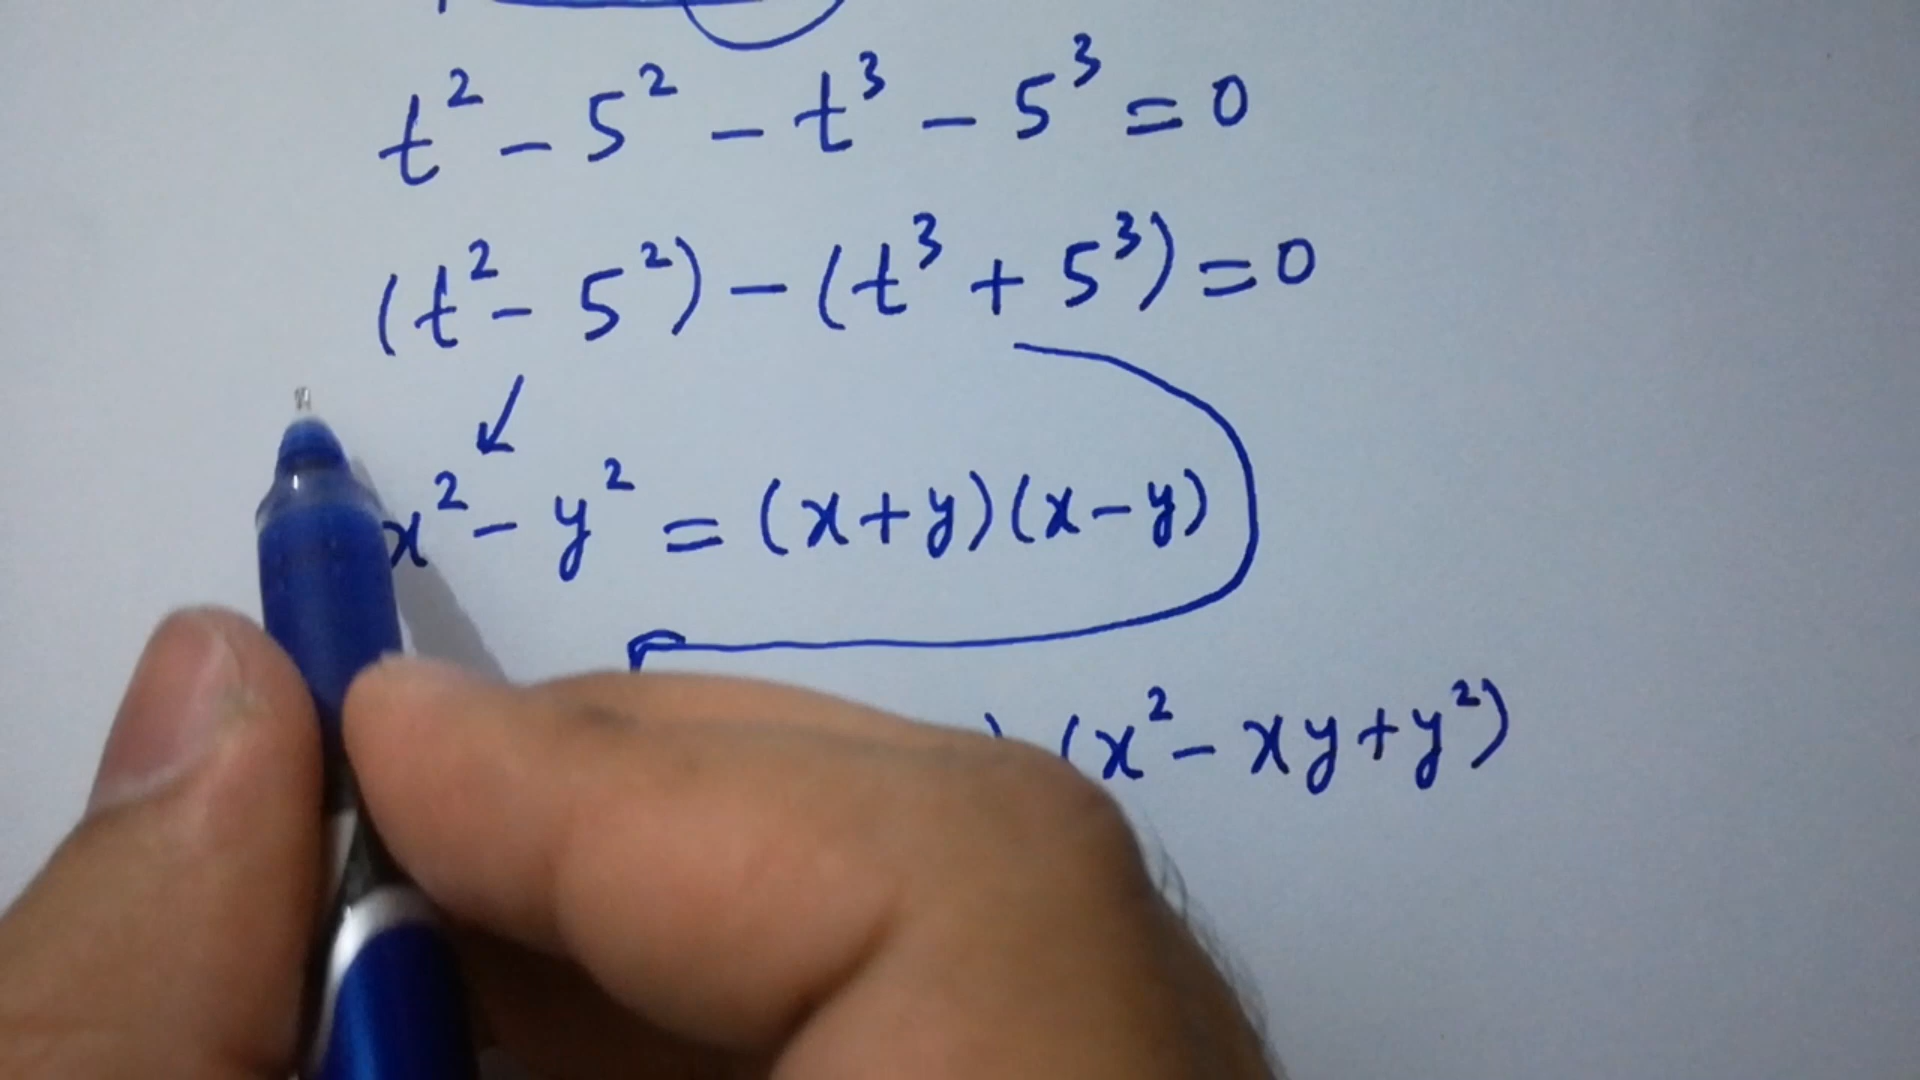 t² - 5² - t³ - 5³ = 0
(t² - 5²) - (t³ + 5³) = 0
x² - y² = (x+y)(x-y)
) (x² - xy + y²)